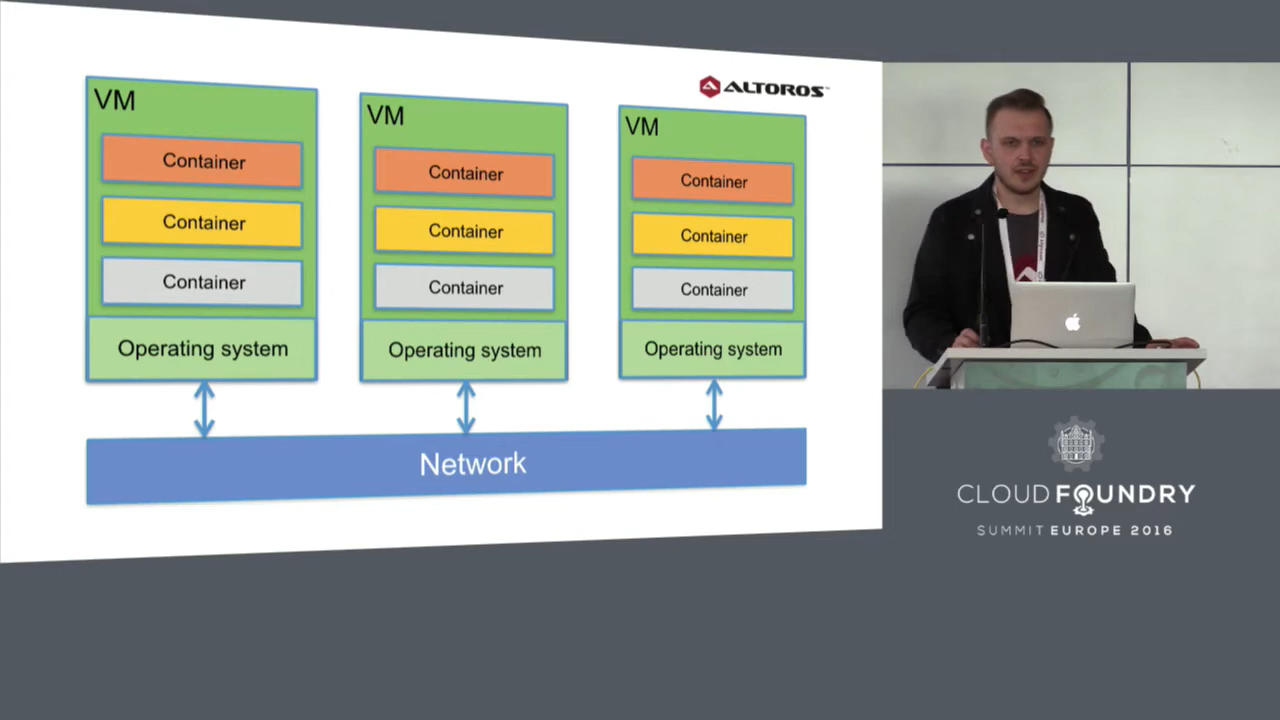 ALTOROS™
VM
Container
Container
Container
Operating system
VM
Container
Container
Container
Operating system
VM
Container
Container
Container
Operating system
Network
CLOUD FOUNDRY
SUMMIT EUROPE 2016